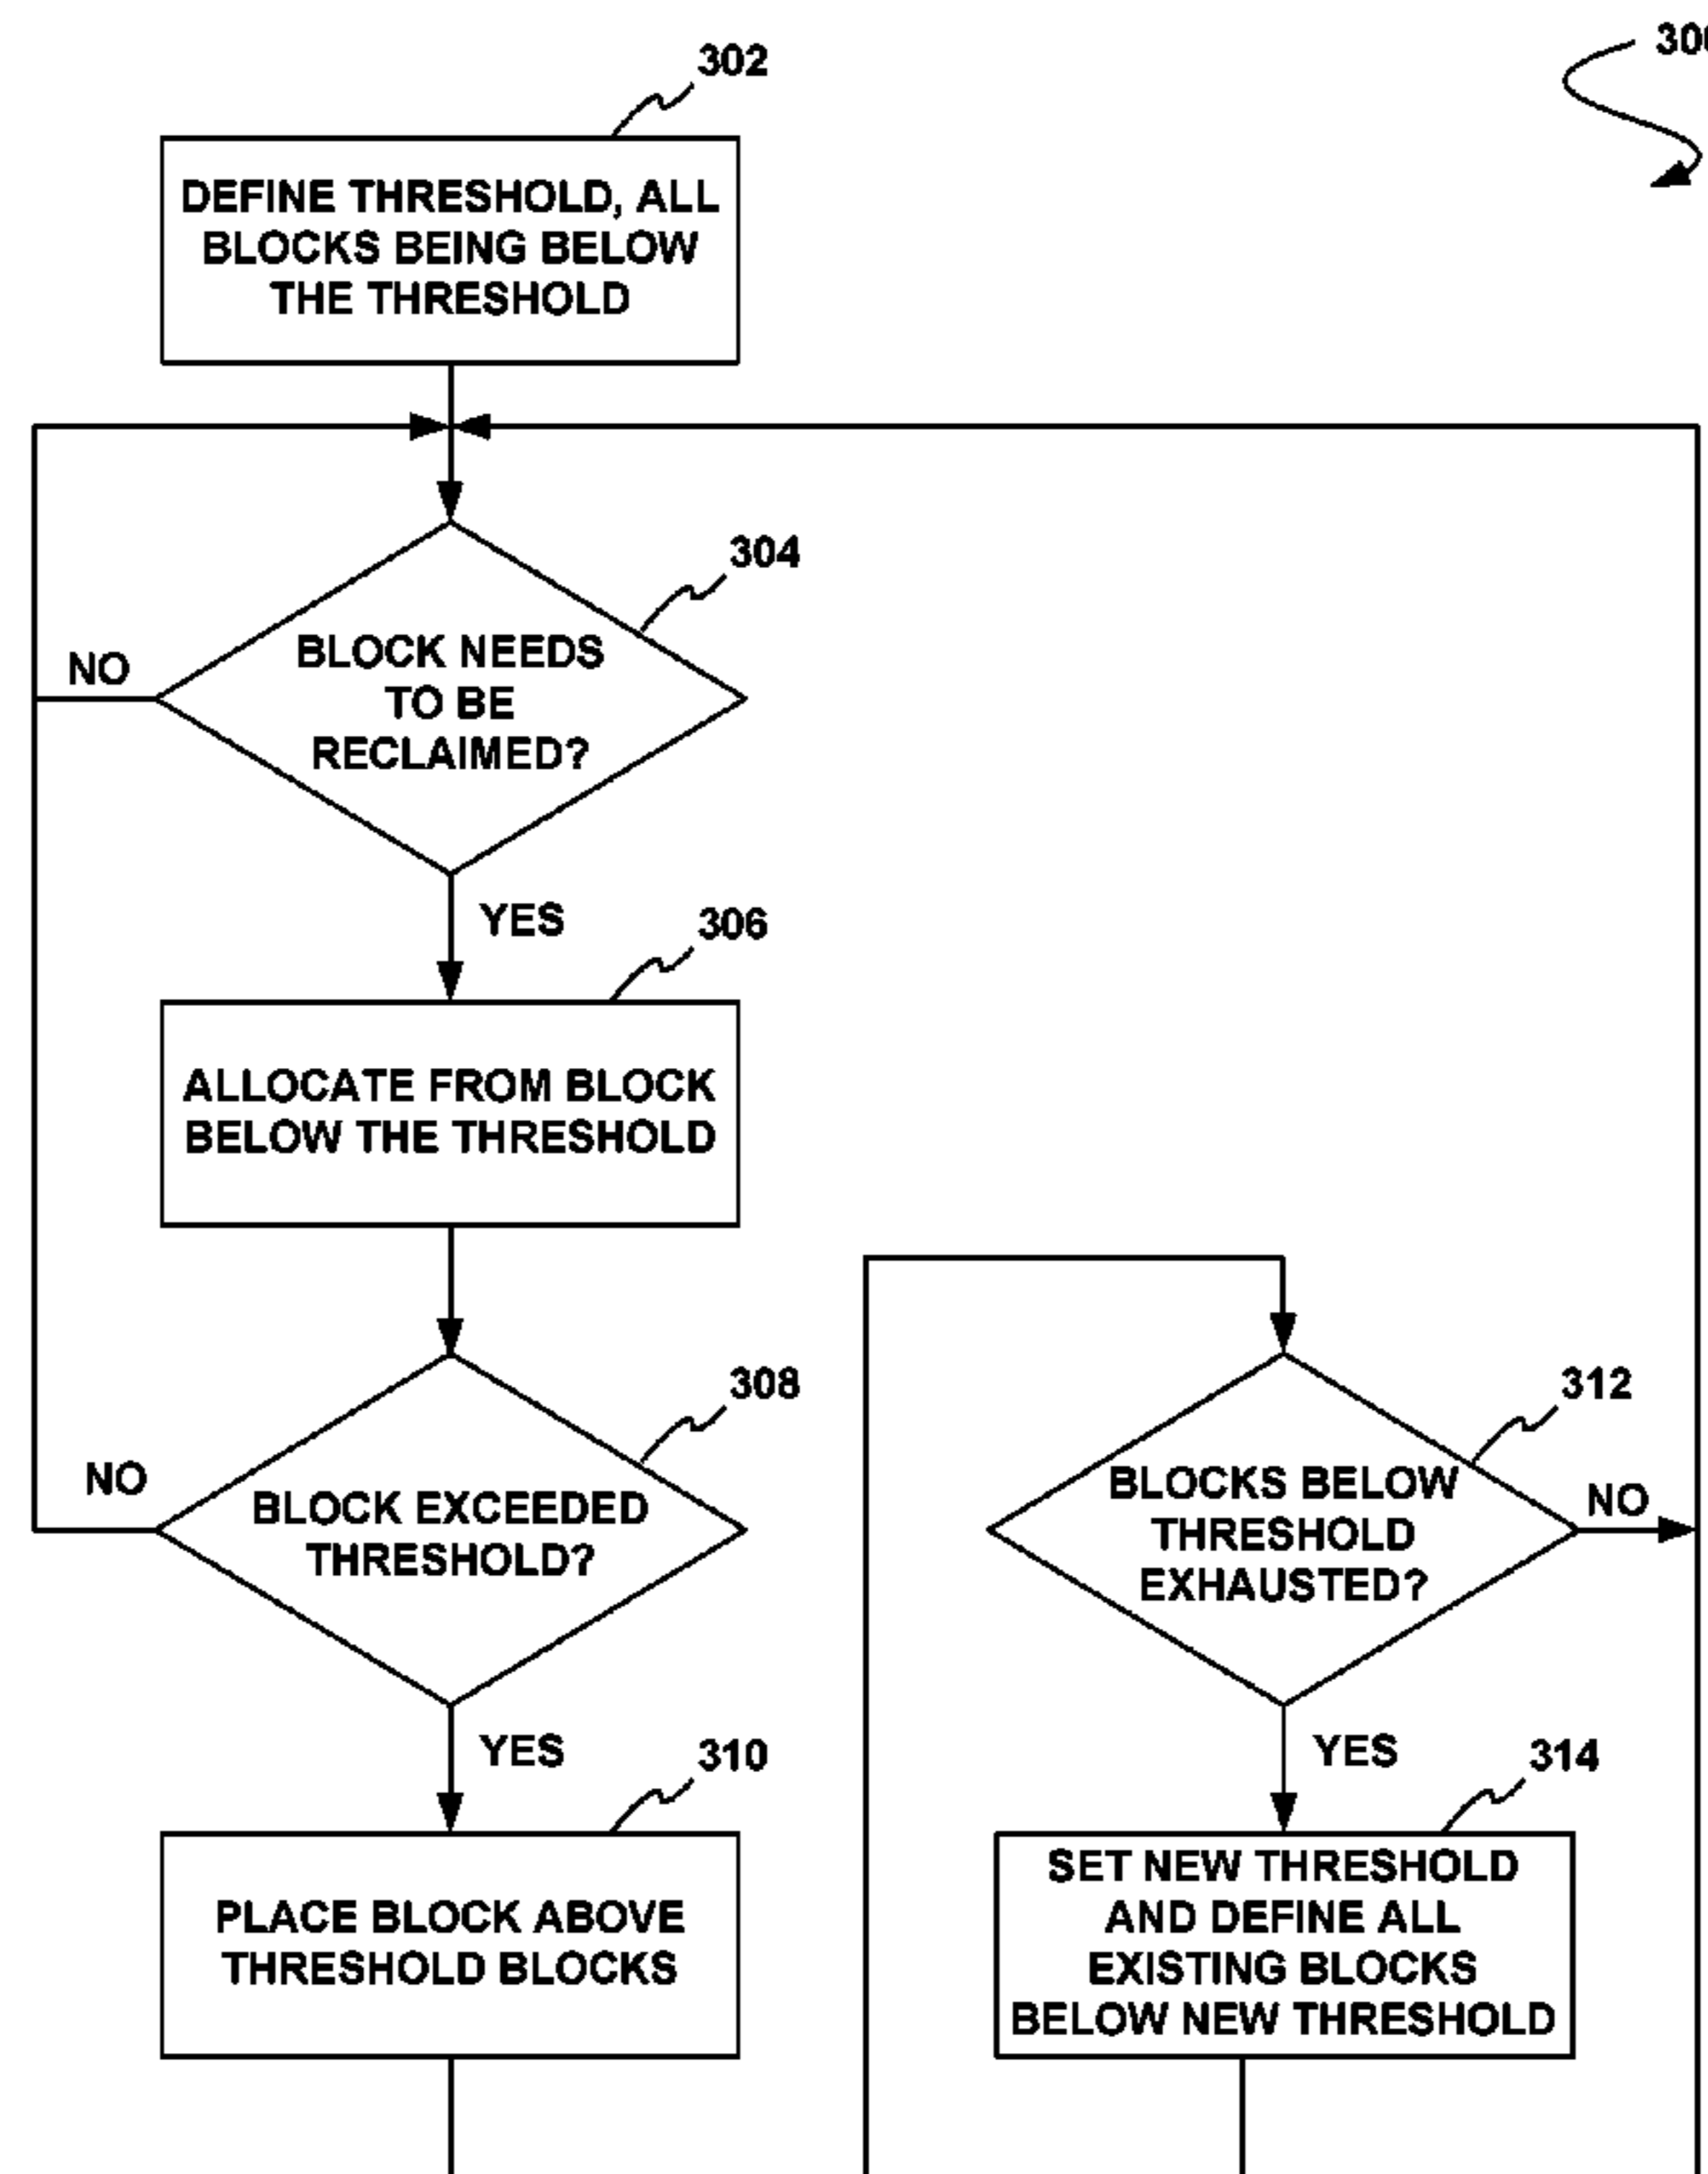 302
DEFINE THRESHOLD, ALL
BLOCKS BEING BELOW
THE THRESHOLD
304
BLOCK NEEDS
TO BE
RECLAIMED?
NO
YES
306
ALLOCATE FROM BLOCK
BELOW THE THRESHOLD
308
BLOCK EXCEEDED
THRESHOLD?
NO
YES
310
PLACE BLOCK ABOVE
THRESHOLD BLOCKS
312
BLOCKS BELOW
THRESHOLD
EXHAUSTED?
NO
YES
314
SET NEW THRESHOLD
AND DEFINE ALL
EXISTING BLOCKS
BELOW NEW THRESHOLD